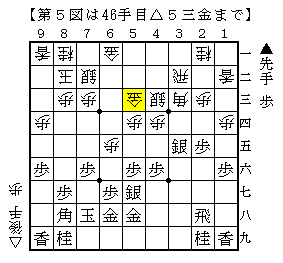 【第5図は46手目△5三金まで】
9 8 7 6 5 4 3 2 1
香 桂 金 桂 一
玉 銀 飛 香 二
歩 歩 金 銀 角 歩 三
歩 歩 歩 歩 四
歩 銀 歩 五
歩 歩 歩 歩 歩 六
歩 歩 銀 七
角 玉 金 金 飛 八
香 桂 桂 香 九
▲先手 歩
△後手 歩